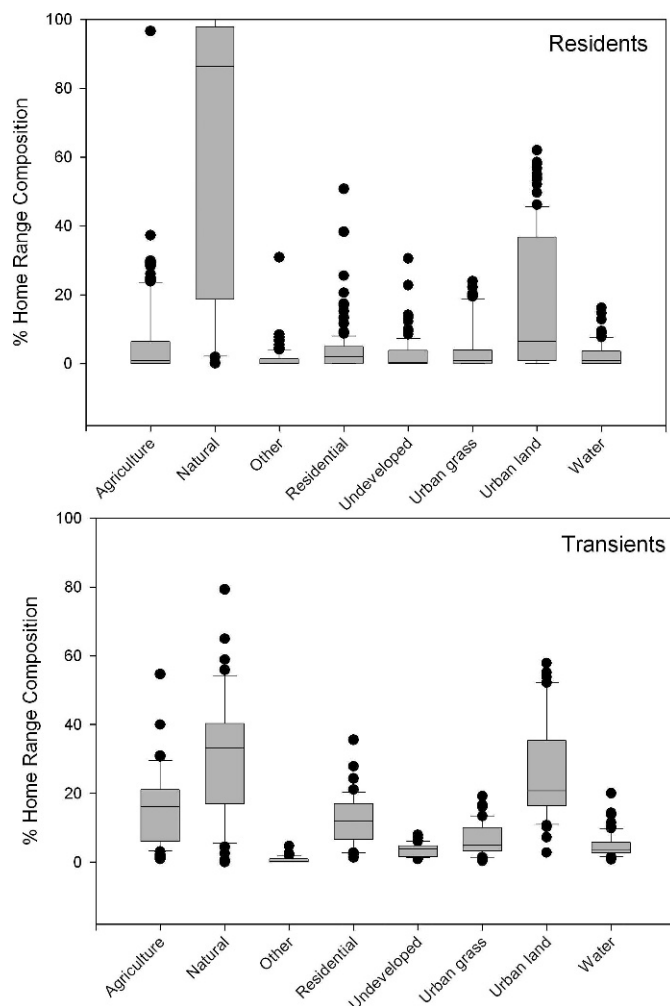 Residents
% Home Range Composition
100
80
60
40
20
0
Agriculture
Natural
Other
Residential
Undeveloped
Urban grass
Urban land
Water
Transients
% Home Range Composition
100
80
60
40
20
0
Agriculture
Natural
Other
Residential
Undeveloped
Urban grass
Urban land
Water